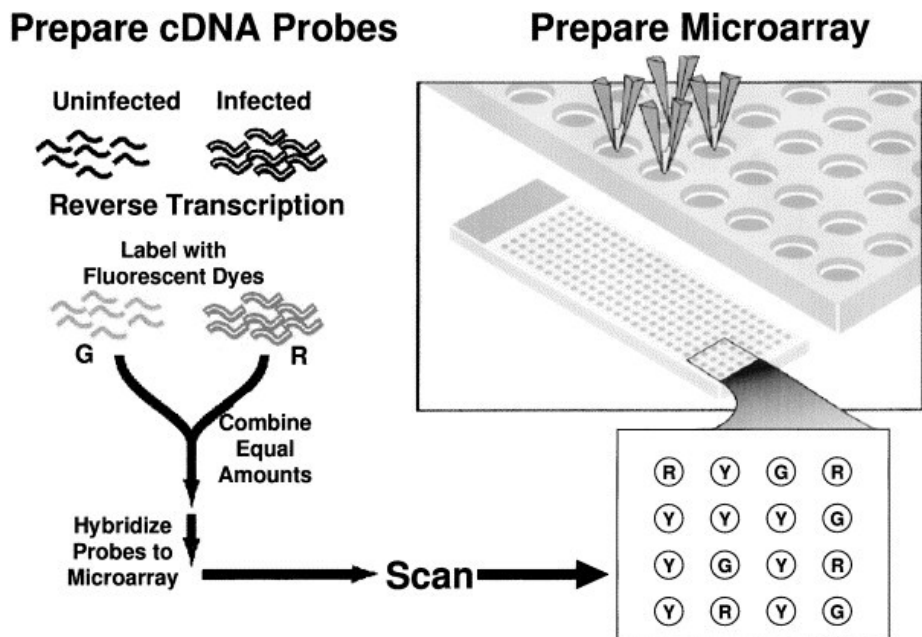 Prepare cDNA Probes
Uninfected Infected
Reverse Transcription
Label with
Fluorescent Dyes
G R
Combine
Equal
Amounts
Hybridize
Probes to
Microarray
Scan
Prepare Microarray
R Y G R
Y Y Y G
Y G Y R
Y R Y G